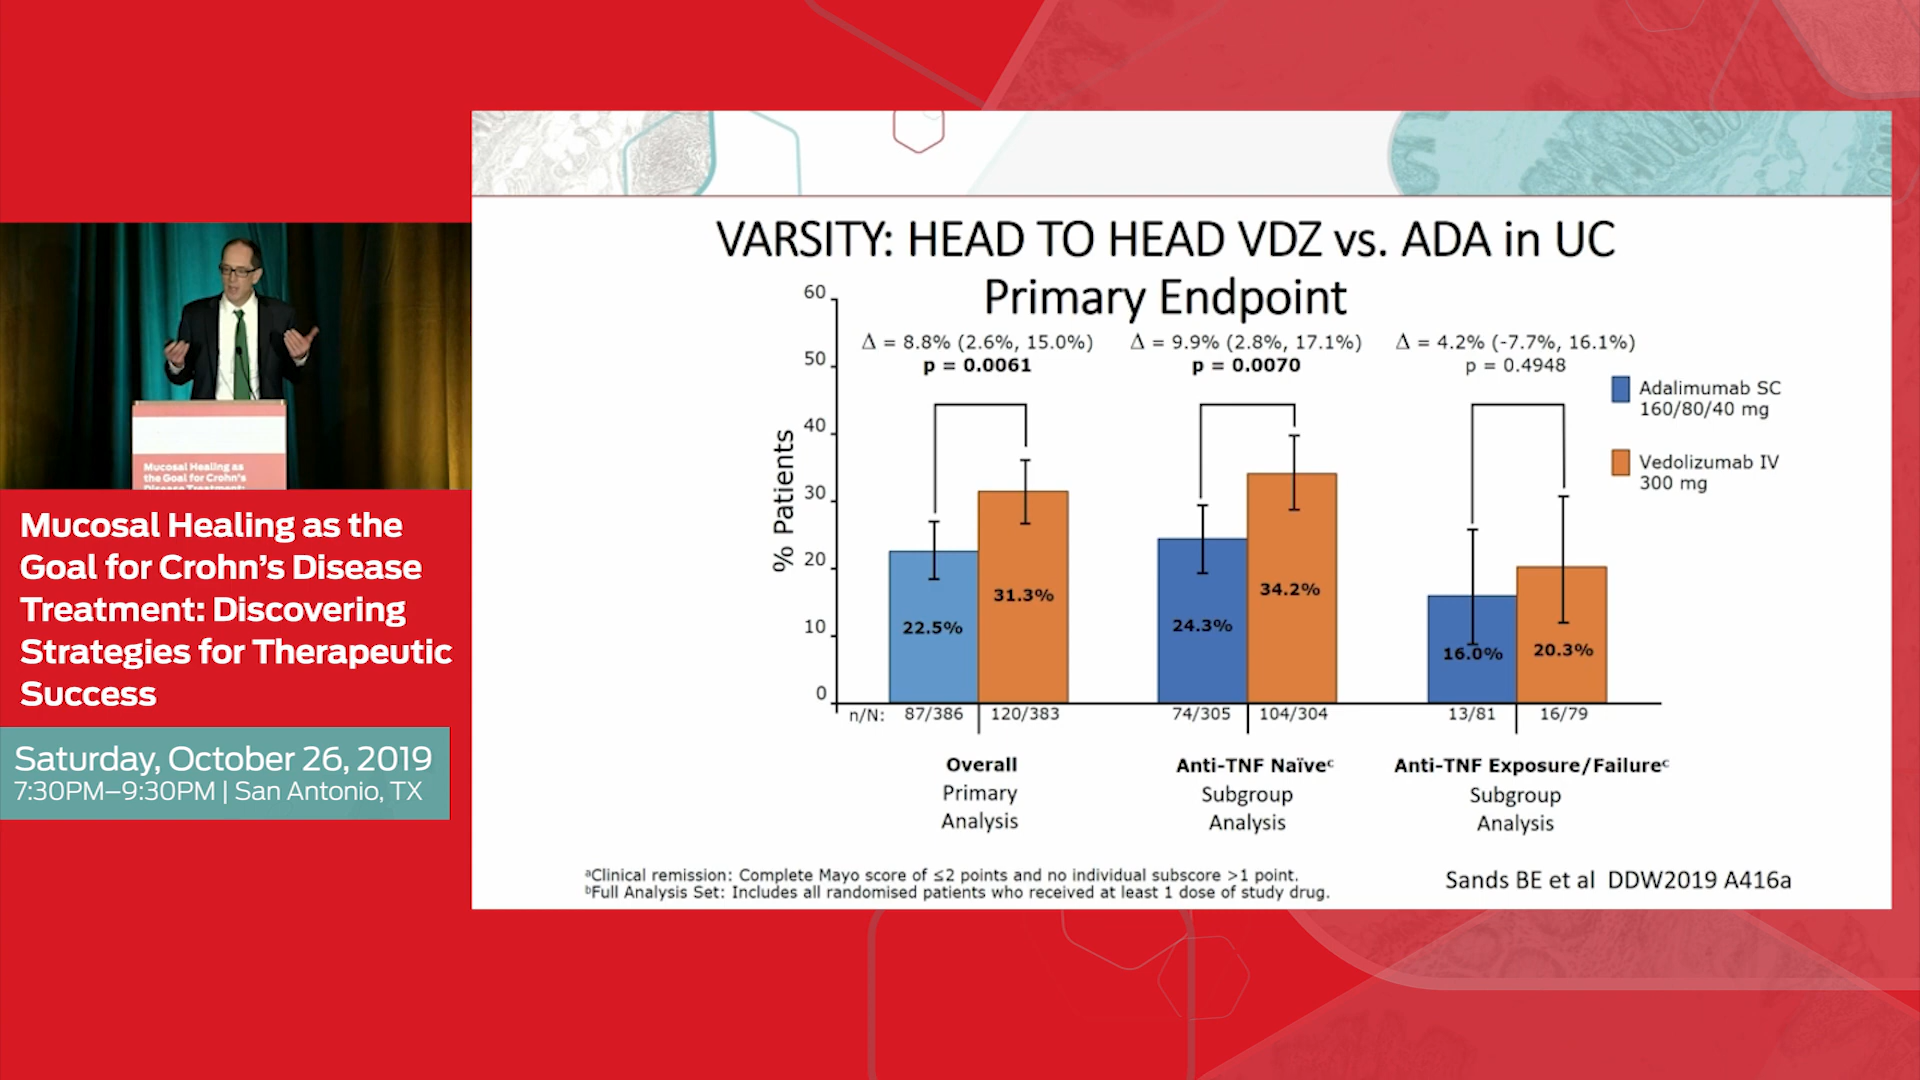 VARSITY: HEAD TO HEAD VDZ vs. ADA in UC
Primary Endpoint
Δ = 8.8% (2.6%, 15.0%)
p = 0.0061
Δ = 9.9% (2.8%, 17.1%)
p = 0.0070
Δ = 4.2% (-7.7%, 16.1%)
p = 0.4948
Adalimumab SC
160/80/40 mg
Vedolizumab IV
300 mg
% Patients
60
50
40
30
20
10
0
22.5%
31.3%
24.3%
34.2%
16.0%
20.3%
n/N:
87/386
120/383
74/305
104/304
13/81
16/79
Overall
Primary
Analysis
Anti-TNF Naïveᶜ
Subgroup
Analysis
Anti-TNF Exposure/Failureᶜ
Subgroup
Analysis
ᵃClinical remission: Complete Mayo score of ≤2 points and no individual subscore >1 point.
ᵇFull Analysis Set: Includes all randomised patients who received at least 1 dose of study drug.
Sands BE et al DDW2019 A416a
Mucosal Healing as
the Goal for Crohn's
Disease Treatment:
Mucosal Healing as the
Goal for Crohn's Disease
Treatment: Discovering
Strategies for Therapeutic
Success
Saturday, October 26, 2019
7:30PM–9:30PM | San Antonio, TX